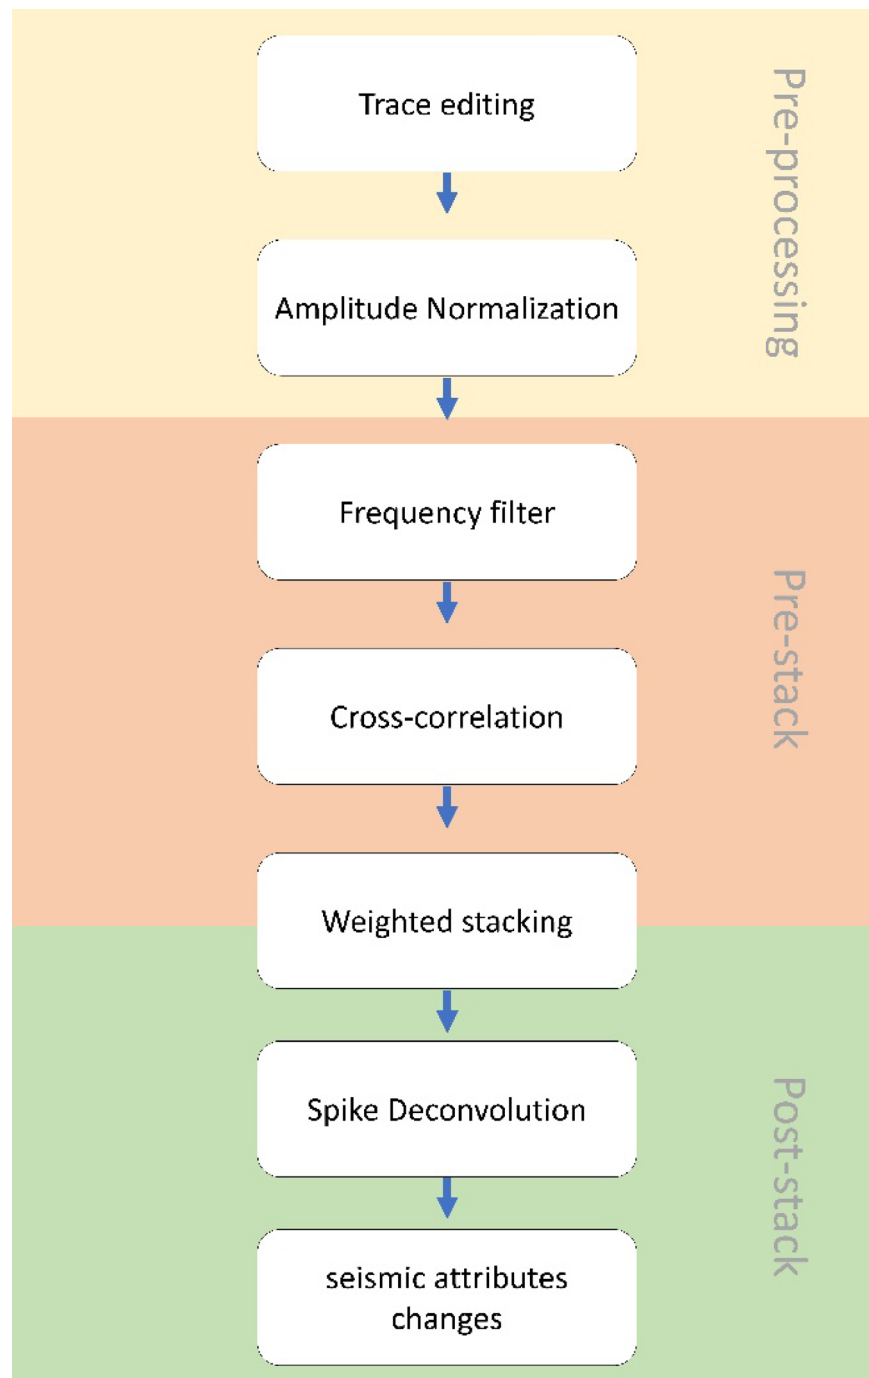 Trace editing
Pre-processing
Amplitude Normalization
Frequency filter
Pre-stack
Cross-correlation
Weighted stacking
Spike Deconvolution
Post-stack
seismic attributes
changes